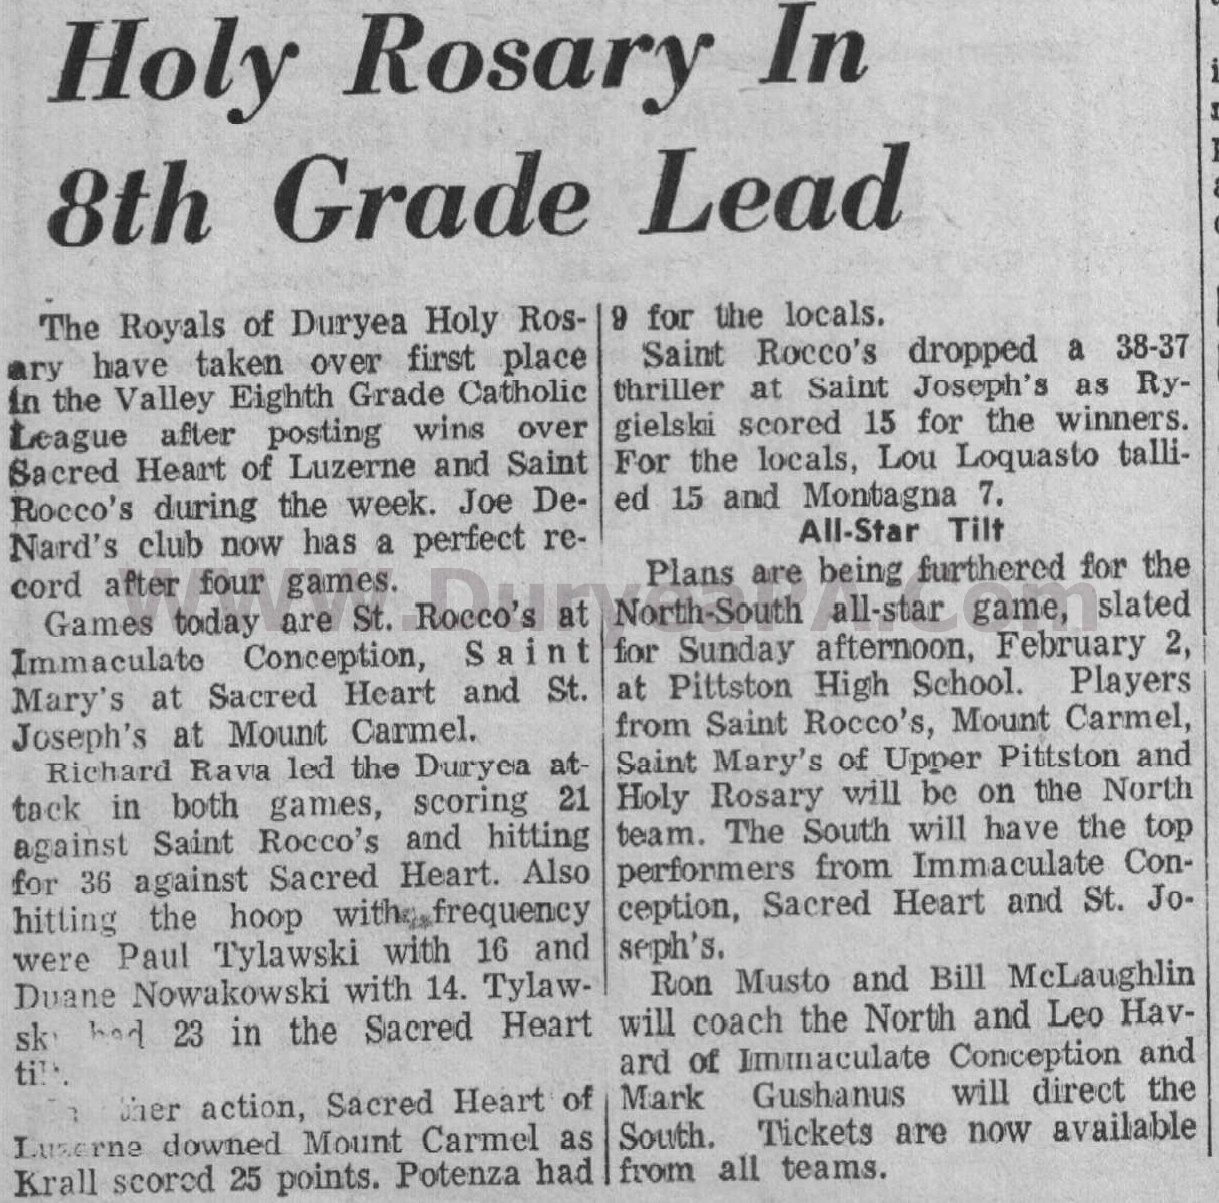 Holy Rosary In
8th Grade Lead
The Royals of Duryea Holy Ros-
ary have taken over first place
in the Valley Eighth Grade Catholic
League after posting wins over
Sacred Heart of Luzerne and Saint
Rocco's during the week. Joe De-
Nard's club now has a perfect re-
cord after four games.
Games today are St. Rocco's at
Immaculate Conception, Saint
Mary's at Sacred Heart and St.
Joseph's at Mount Carmel.
Richard Rava led the Duryea at-
tack in both games, scoring 21
against Saint Rocco's and hitting
for 36 against Sacred Heart. Also
hitting the hoop with frequency
were Paul Tylawski with 16 and
Duane Nowakowski with 14. Tylaw-
had 23 in the Sacred Heart
action, Sacred Heart of
Luzerne downed Mount Carmel as
Krall scored 25 points. Potenza had
9 for the locals.
Saint Rocco's dropped a 38-37
thriller at Saint Joseph's as Ry-
gielski scored 15 for the winners.
For the locals, Lou Loquasto talli-
ed 15 and Montagna 7.
All-Star Tilt
Plans are being furthered for the
North-South all-star game, slated
for Sunday afternoon, February 2,
at Pittston High School. Players
from Saint Rocco's, Mount Carmel,
Saint Mary's of Upper Pittston and
Holy Rosary will be on the North
team. The South will have the top
performers from Immaculate Con-
ception, Sacred Heart and St. Jo-
seph's.
Ron Musto and Bill McLaughlin
will coach the North and Leo Hav-
ard of Immaculate Conception and
Mark Gushanus will direct the
South. Tickets are now available
from all teams.
WWW.DuryeaPA.Com